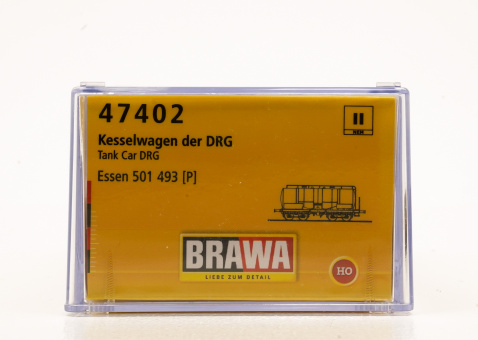 47402
II
NEM
Kesselwagen der DRG
Tank Car DRG
Essen 501 493 [P]
BRAWA
LIEBE ZUM DETAIL
HO